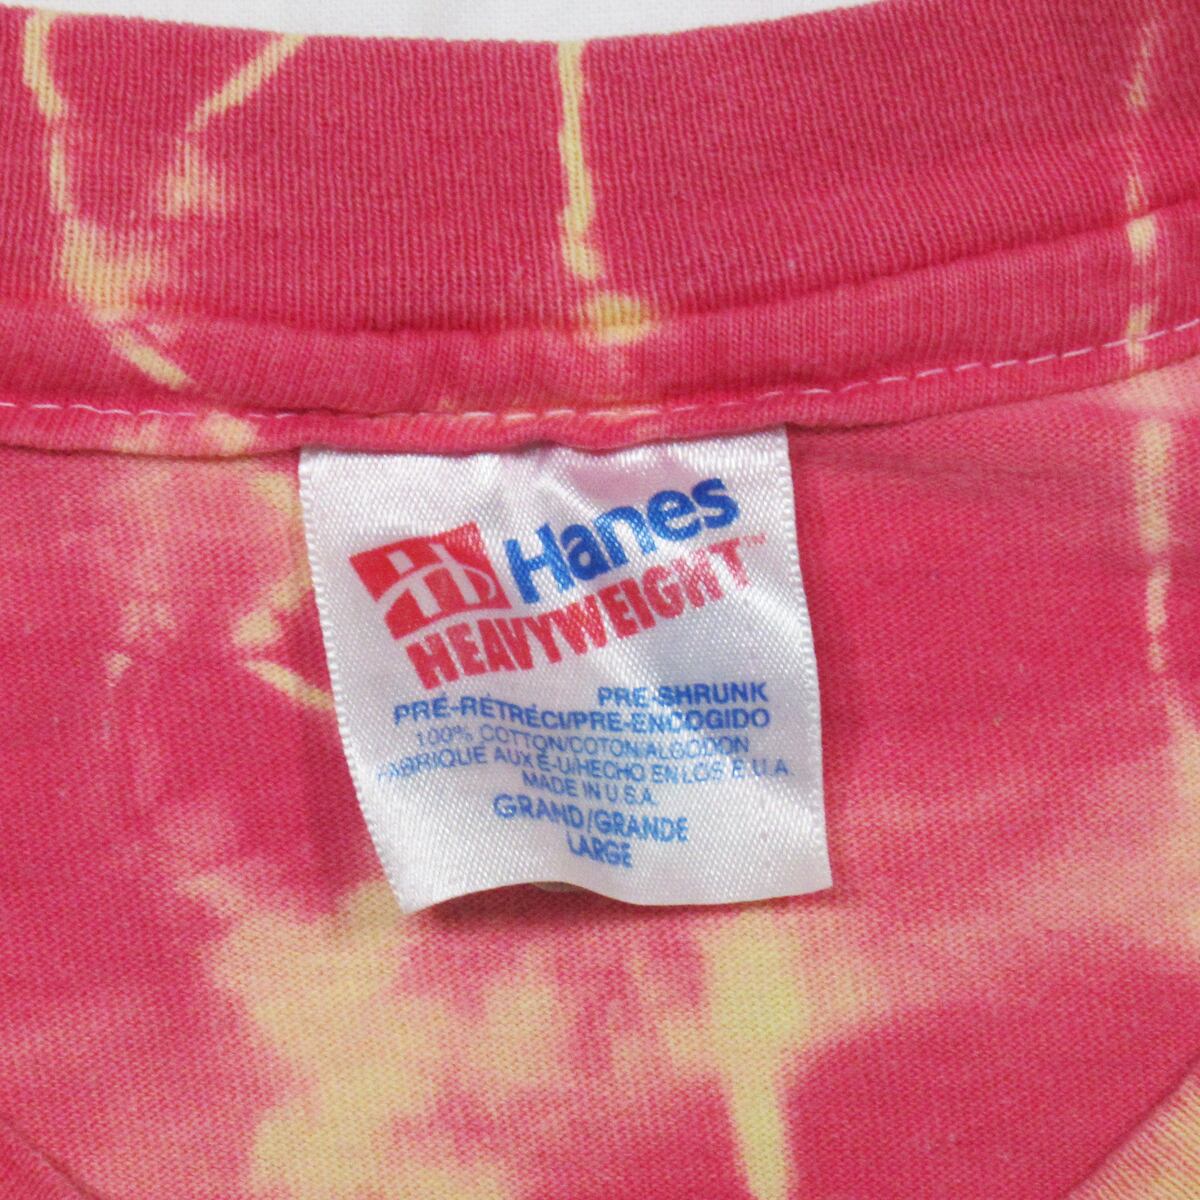 Hanes
HEAVYWEIGHT™
PRE-SHRUNK
PRÉ-RÉTRÉCI/PRE-ENCOGIDO
100% COTTON/COTON/ALGODON
FABRIQUE AUX É-U/HECHO EN LOS E.U.A.
MADE IN U.S.A.
GRAND/GRANDE
LARGE